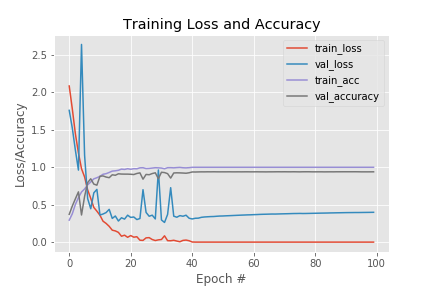 Training Loss and Accuracy
train_loss
val_loss
train_acc
val_accuracy
Loss/Accuracy
2.5
2.0
1.5
1.0
0.5
0.0
0 20 40 60 80 100
Epoch #